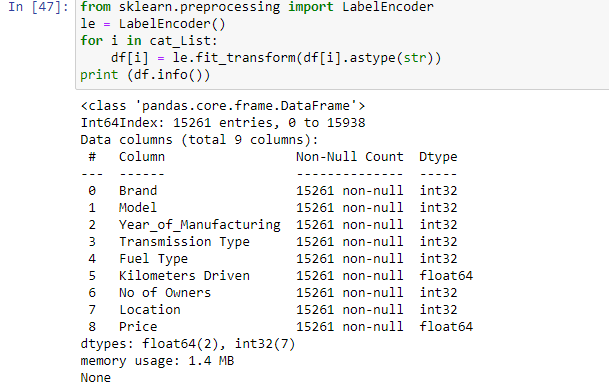 In [47]: from sklearn.preprocessing import LabelEncoder
le = LabelEncoder()
for i in cat_List:
    df[i] = le.fit_transform(df[i].astype(str))
print (df.info())
<class 'pandas.core.frame.DataFrame'>
Int64Index: 15261 entries, 0 to 15938
Data columns (total 9 columns):
 #   Column                 Non-Null Count  Dtype
---  ------                 --------------  -----
 0   Brand                  15261 non-null  int32
 1   Model                  15261 non-null  int32
 2   Year_of_Manufacturing  15261 non-null  int32
 3   Transmission Type      15261 non-null  int32
 4   Fuel Type              15261 non-null  int32
 5   Kilometers Driven      15261 non-null  float64
 6   No of Owners           15261 non-null  int32
 7   Location               15261 non-null  int32
 8   Price                  15261 non-null  float64
dtypes: float64(2), int32(7)
memory usage: 1.4 MB
None